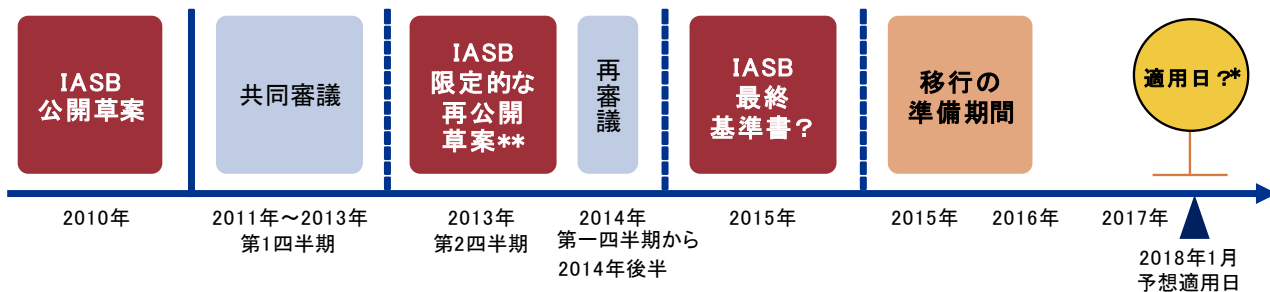 IASB
公開草案
共同審議
IASB
限定的な
再公開
草案**
再
審
議
IASB
最終
基準書？
移行の
準備期間
適用日？*
2010年
2011年～2013年
第1四半期
2013年
第2四半期
2014年
第一四半期から
2014年後半
2015年
2015年
2016年
2017年
2018年1月
予想適用日